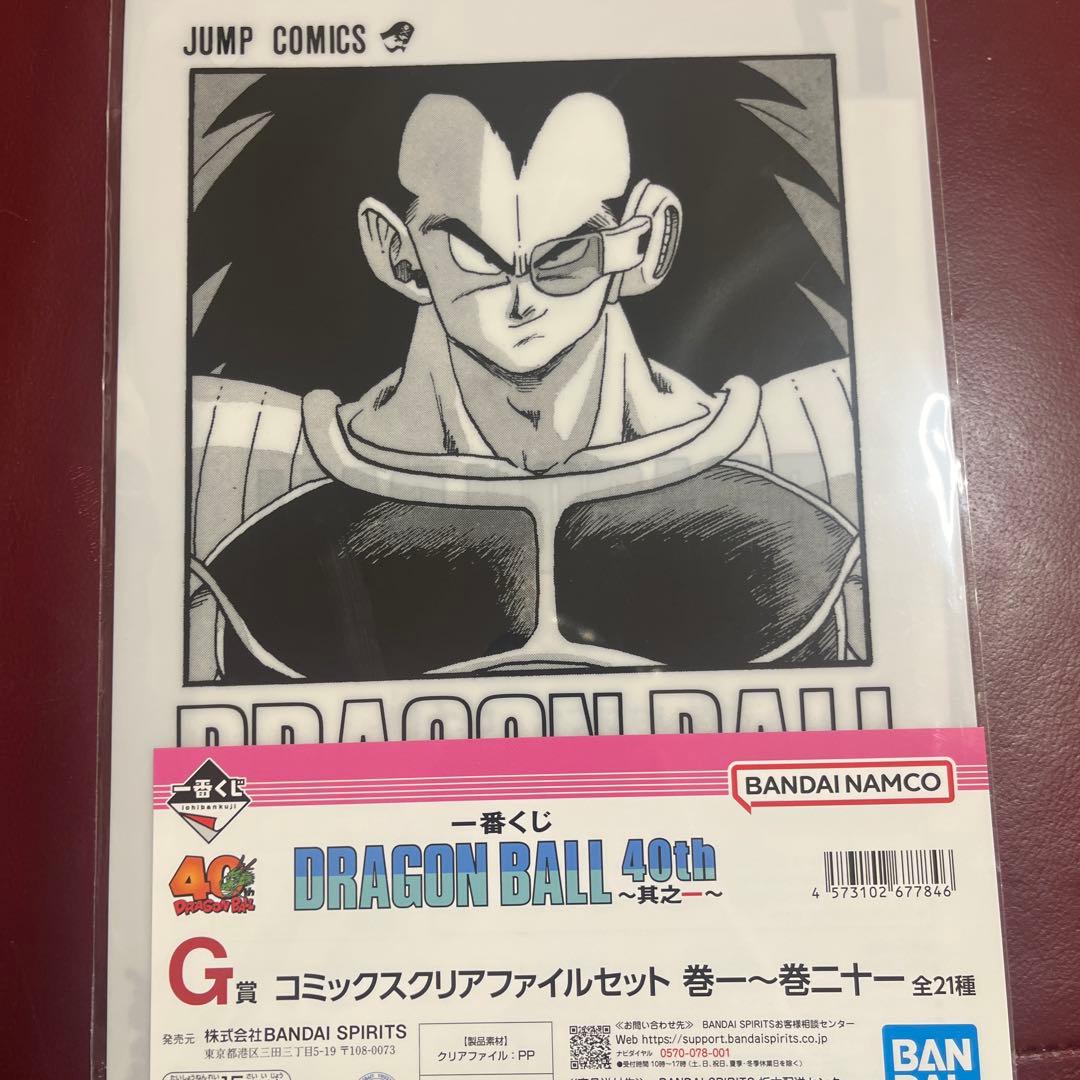 17
JUMP COMICS
DRAGON BALL
一番くじ
ichibankuji
BANDAI NAMCO
一番くじ
DRAGON BALL 40th
～其之一～
40th
DRAGON BALL
4 573102 677846
G賞 コミックスクリアファイルセット 巻一～巻二十一 全21種
発売元 株式会社BANDAI SPIRITS
東京都港区三田三丁目5-19 〒108-0073
【製品素材】
クリアファイル：PP
≪お問い合わせ先≫ BANDAI SPIRITSお客様相談センター
Web https://support.bandaispirits.co.jp
ナビダイヤル 0570-078-001
●受付時間 10時～17時（土、日、祝日、夏季・冬季休業日を除く）
BAN